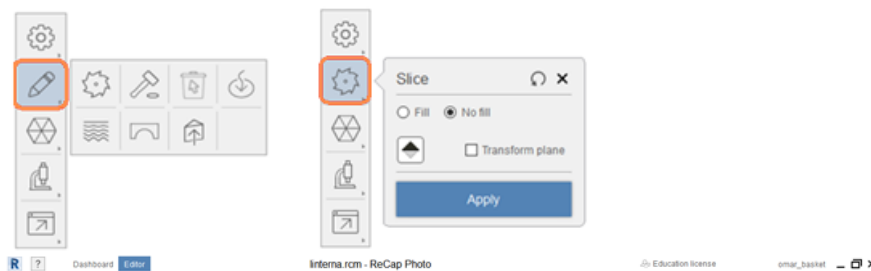 Slice
Fill No fill
Transform plane
Apply
R ? Dashboard Editor linterna.rcm - ReCap Photo Education license omar_basket